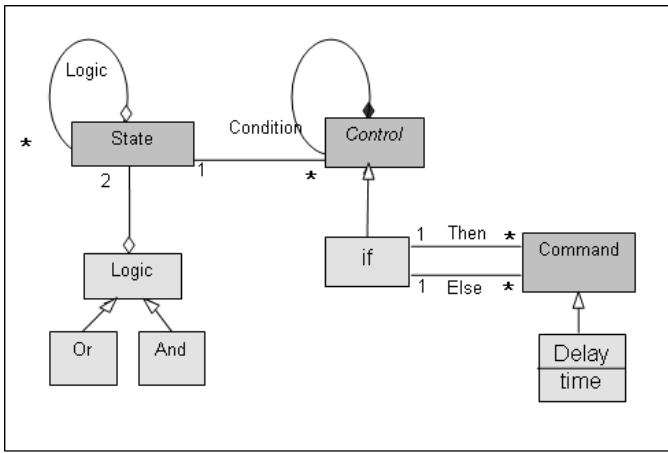 Logic
Condition
State
Control
*
2
1
*
1
Then
*
if
Command
1
Else
*
Logic
Or
And
Delay
time